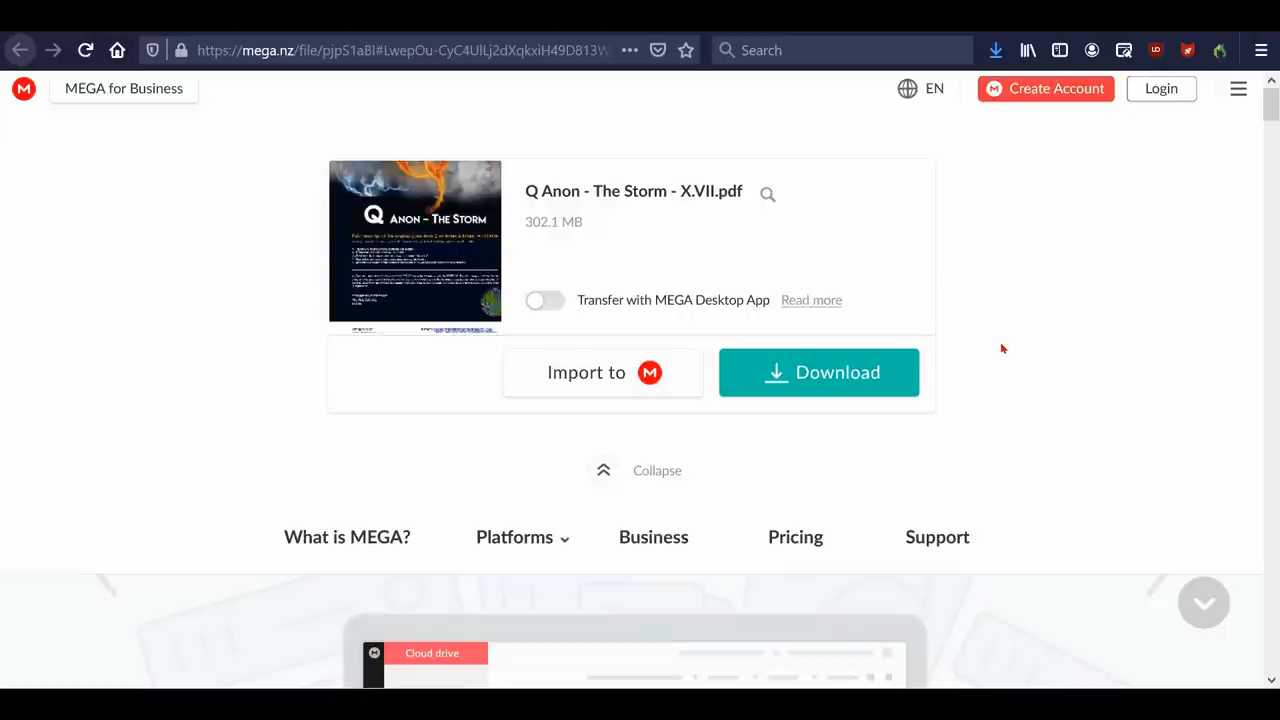 https://mega.nz/file/pjpS1aBI#LwepOu-CyC4UlLj2dXqkxiH49D813W
Search
MEGA for Business
EN
Create Account
Login
Q ANON – THE STORM
Q Anon - The Storm - X.VII.pdf
302.1 MB
Transfer with MEGA Desktop App Read more
Import to
Download
Collapse
What is MEGA? Platforms Business Pricing Support
Cloud drive